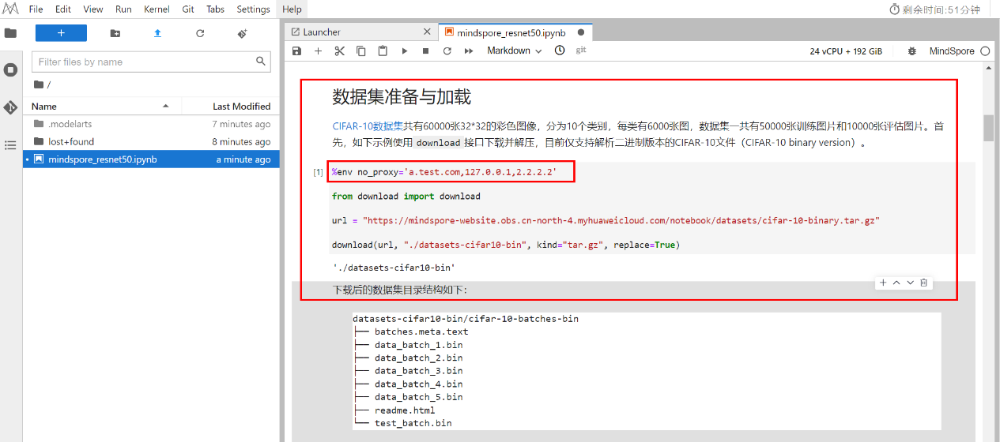 File Edit View Run Kernel Git Tabs Settings Help
剩余时间:51分钟
Filter files by name
/
Name Last Modified
.modelarts 7 minutes ago
lost+found 8 minutes ago
mindspore_resnet50.ipynb a minute ago
Launcher
mindspore_resnet50.ipynb
Markdown
git
24 vCPU + 192 GiB
MindSpore
数据集准备与加载
CIFAR-10数据集共有60000张32*32的彩色图像，分为10个类别，每类有6000张图，数据集一共有50000张训练图片和10000张评估图片。首
先，如下示例使用 download 接口下载并解压，目前仅支持解析二进制版本的CIFAR-10文件（CIFAR-10 binary version）。
[1] %env no_proxy='a.test.com,127.0.0.1,2.2.2.2'
from download import download
url = "https://mindspore-website.obs.cn-north-4.myhuaweicloud.com/notebook/datasets/cifar-10-binary.tar.gz"
download(url, "./datasets-cifar10-bin", kind="tar.gz", replace=True)
'./datasets-cifar10-bin'
下载后的数据集目录结构如下：
datasets-cifar10-bin/cifar-10-batches-bin
├── batches.meta.text
├── data_batch_1.bin
├── data_batch_2.bin
├── data_batch_3.bin
├── data_batch_4.bin
├── data_batch_5.bin
├── readme.html
└── test_batch.bin